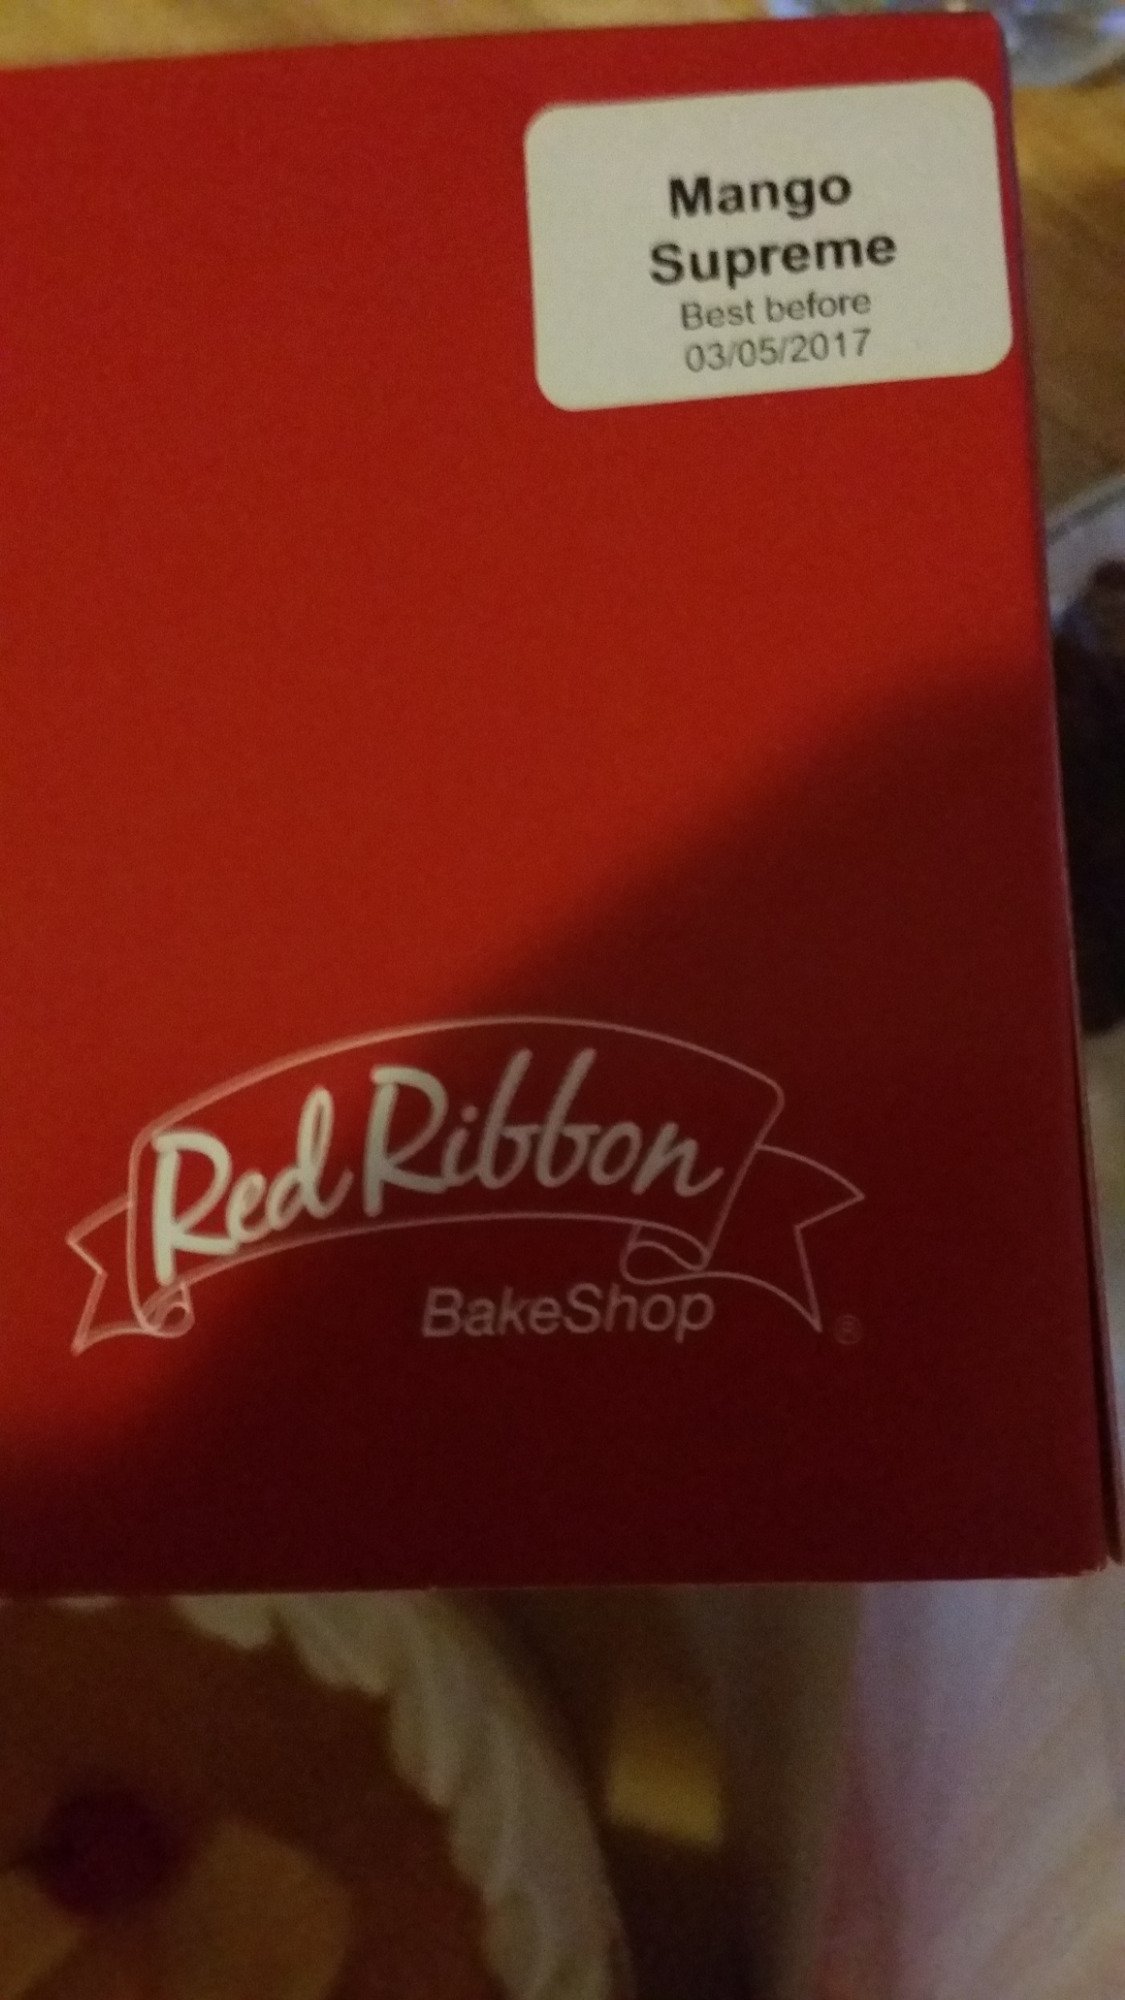 Mango
Supreme
Best before
03/05/2017
Red Ribbon
BakeShop
®